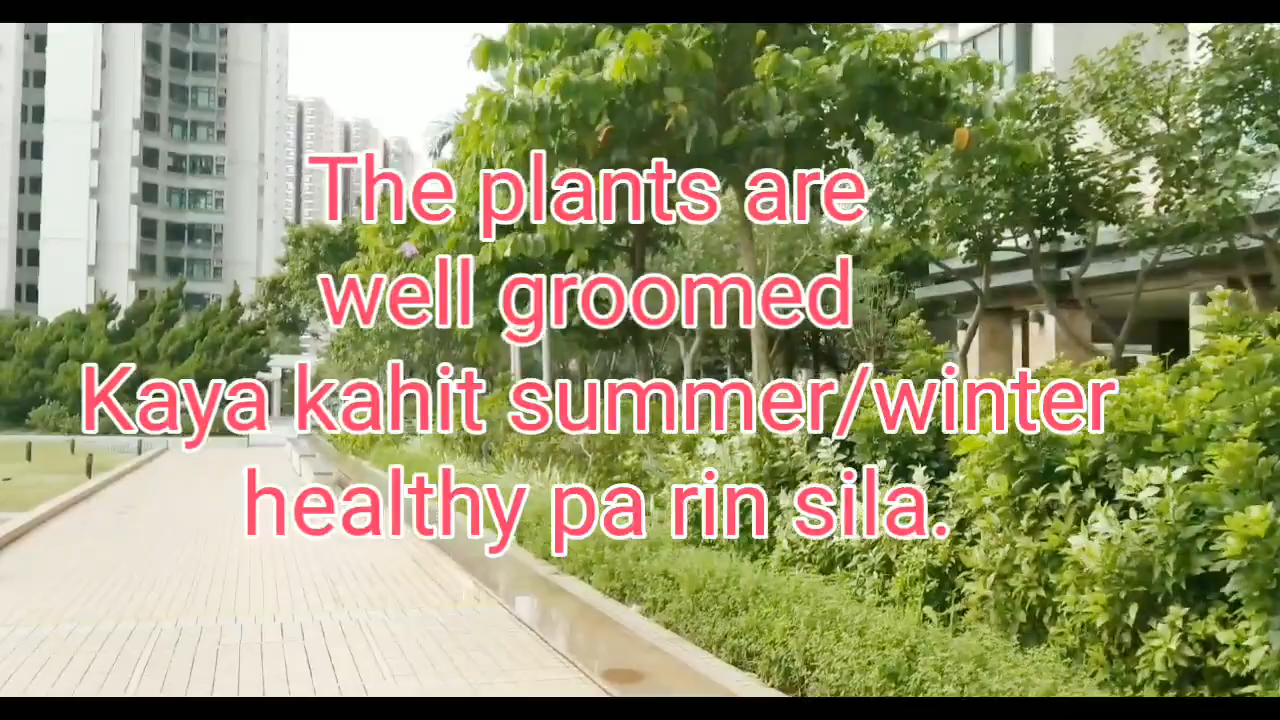 The plants are
well groomed
Kaya kahit summer/winter
healthy pa rin sila.